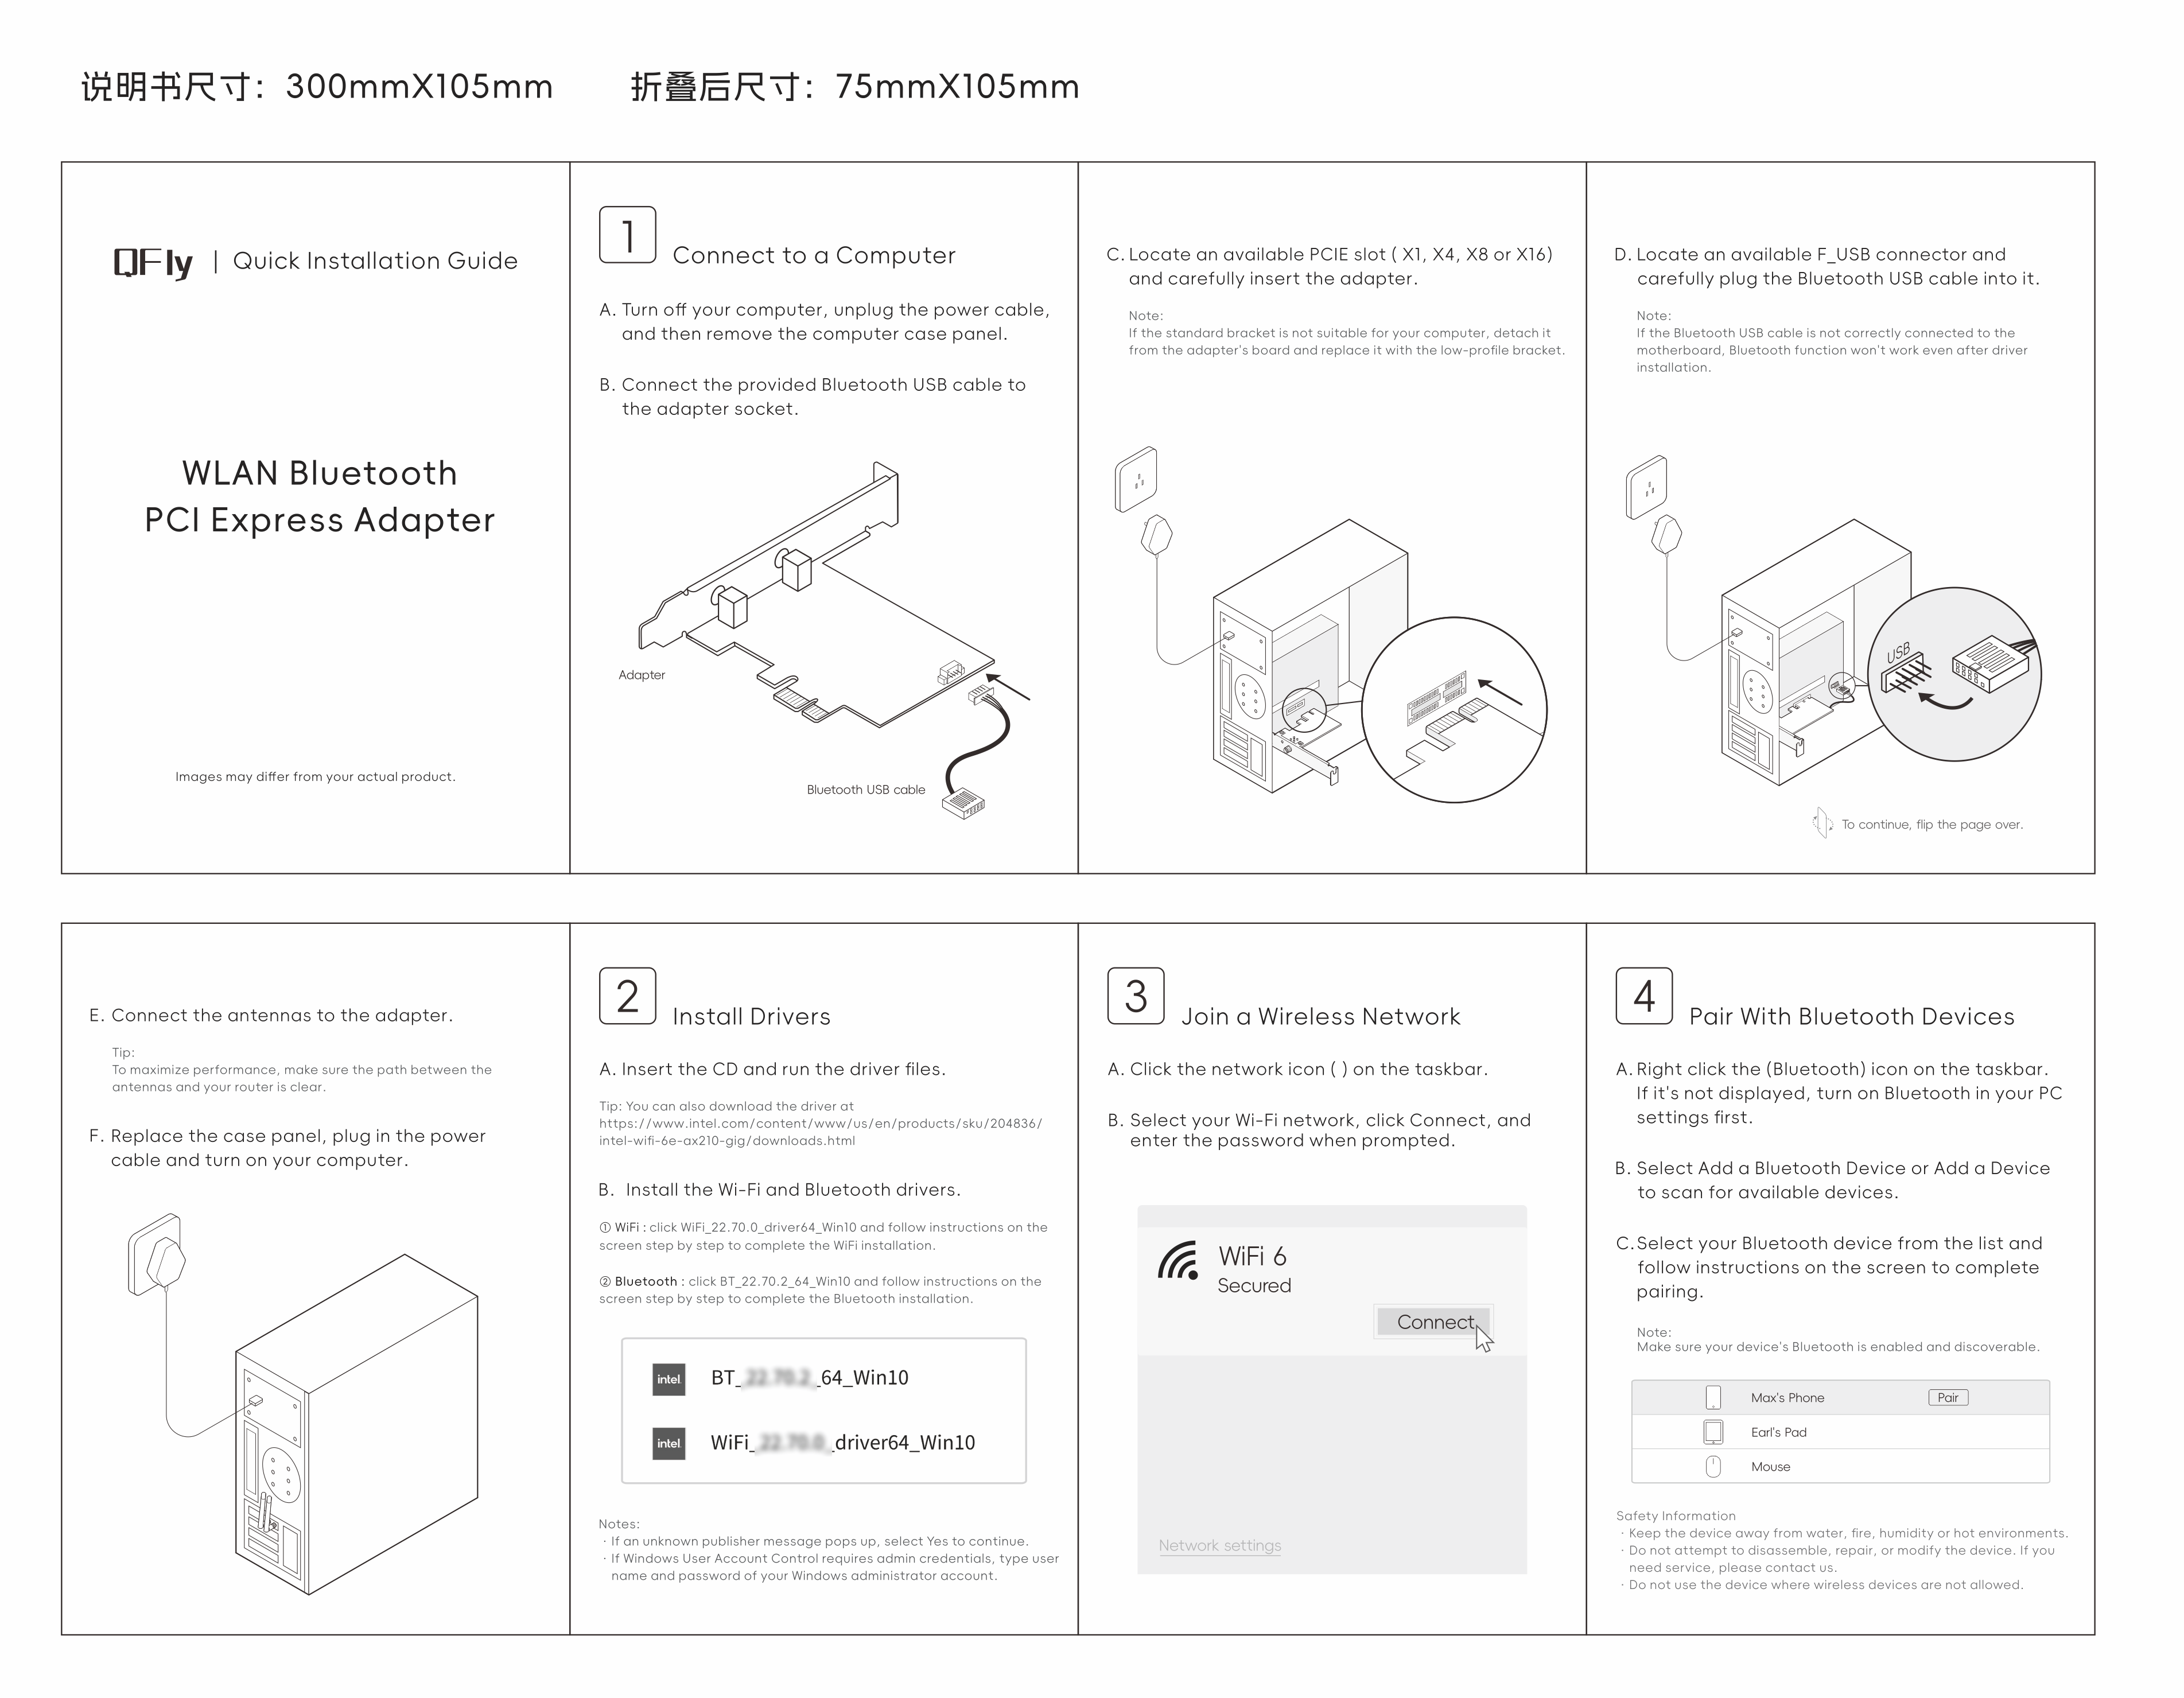 说明书尺寸：300mmX105mm 折叠后尺寸：75mmX105mm
QFly | Quick Installation Guide
WLAN Bluetooth
PCI Express Adapter
Images may differ from your actual product.
1 Connect to a Computer
A. Turn off your computer, unplug the power cable,
and then remove the computer case panel.
B. Connect the provided Bluetooth USB cable to
the adapter socket.
Adapter
Bluetooth USB cable
C. Locate an available PCIE slot ( X1, X4, X8 or X16)
and carefully insert the adapter.
Note:
If the standard bracket is not suitable for your computer, detach it
from the adapter's board and replace it with the low-profile bracket.
D. Locate an available F_USB connector and
carefully plug the Bluetooth USB cable into it.
Note:
If the Bluetooth USB cable is not correctly connected to the
motherboard, Bluetooth function won't work even after driver
installation.
USB
To continue, flip the page over.
E. Connect the antennas to the adapter.
Tip:
To maximize performance, make sure the path between the
antennas and your router is clear.
F. Replace the case panel, plug in the power
cable and turn on your computer.
2 Install Drivers
A. Insert the CD and run the driver files.
Tip: You can also download the driver at
https://www.intel.com/content/www/us/en/products/sku/204836/
intel-wifi-6e-ax210-gig/downloads.html
B. Install the Wi-Fi and Bluetooth drivers.
① WiFi : click WiFi_22.70.0_driver64_Win10 and follow instructions on the
screen step by step to complete the WiFi installation.
② Bluetooth : click BT_22.70.2_64_Win10 and follow instructions on the
screen step by step to complete the Bluetooth installation.
intel BT_22.70.2_64_Win10
intel WiFi_22.70.0_driver64_Win10
Notes:
· If an unknown publisher message pops up, select Yes to continue.
· If Windows User Account Control requires admin credentials, type user
name and password of your Windows administrator account.
3 Join a Wireless Network
A. Click the network icon ( ) on the taskbar.
B. Select your Wi-Fi network, click Connect, and
enter the password when prompted.
WiFi 6
Secured
Connect
Network settings
4 Pair With Bluetooth Devices
A. Right click the (Bluetooth) icon on the taskbar.
If it's not displayed, turn on Bluetooth in your PC
settings first.
B. Select Add a Bluetooth Device or Add a Device
to scan for available devices.
C. Select your Bluetooth device from the list and
follow instructions on the screen to complete
pairing.
Note:
Make sure your device's Bluetooth is enabled and discoverable.
Max's Phone Pair
Earl's Pad
Mouse
Safety Information
· Keep the device away from water, fire, humidity or hot environments.
· Do not attempt to disassemble, repair, or modify the device. If you
need service, please contact us.
· Do not use the device where wireless devices are not allowed.